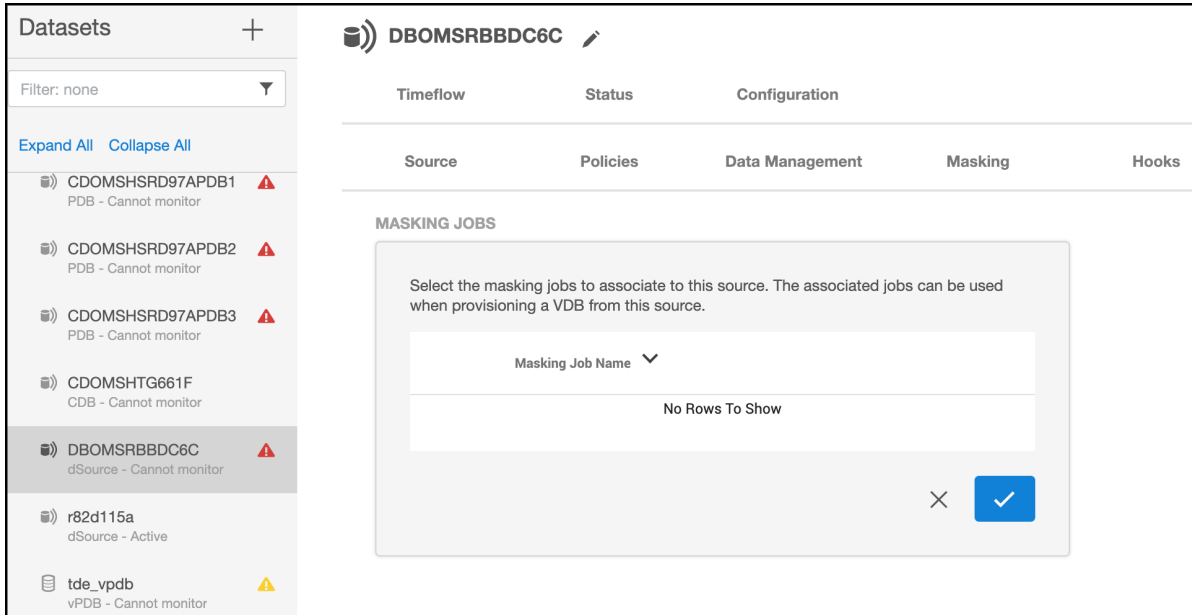 Datasets
Filter: none
Expand All Collapse All
CDOMSHSRD97APDB1
PDB - Cannot monitor
CDOMSHSRD97APDB2
PDB - Cannot monitor
CDOMSHSRD97APDB3
PDB - Cannot monitor
CDOMSHTG661F
CDB - Cannot monitor
DBOMSRBBDC6C
dSource - Cannot monitor
r82d115a
dSource - Active
tde_vpdb
vPDB - Cannot monitor
DBOMSRBBDC6C
Timeflow Status Configuration
Source Policies Data Management Masking Hooks
MASKING JOBS
Select the masking jobs to associate to this source. The associated jobs can be used
when provisioning a VDB from this source.
Masking Job Name
No Rows To Show